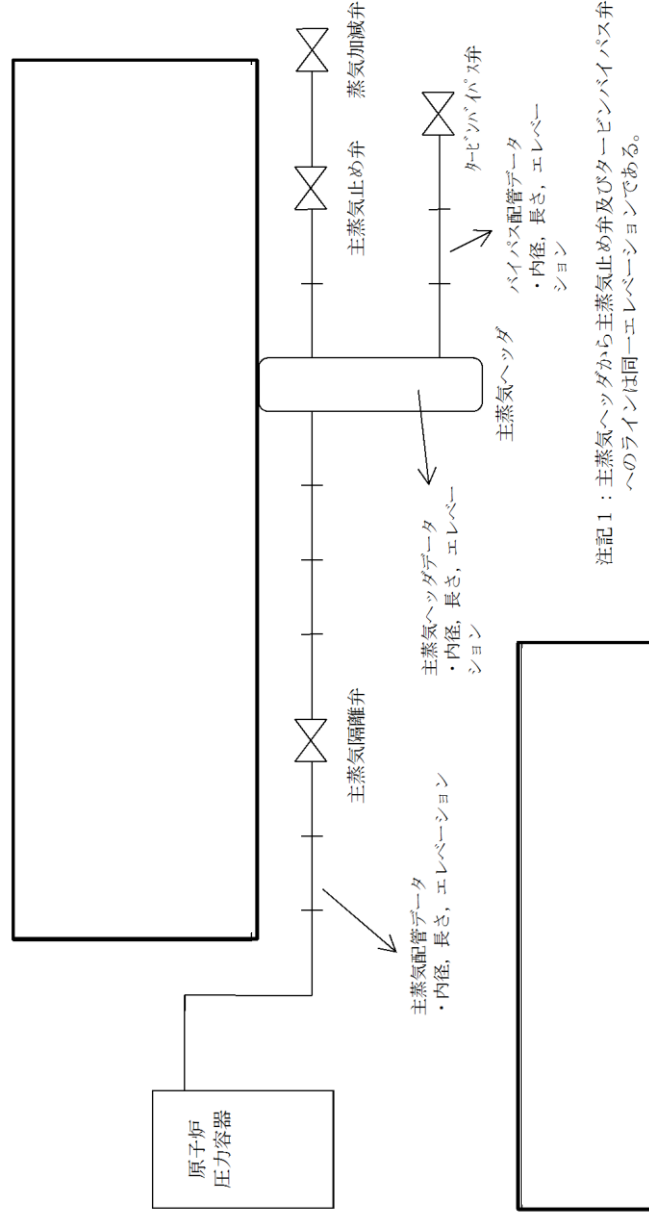 原子炉
圧力容器
主蒸気配管データ
・内径, 長さ, エレベーション
主蒸気隔離弁
主蒸気ヘッダデータ
・内径, 長さ, エレベー
ション
主蒸気ヘッダ
バイパス配管データ
・内径, 長さ, エレベー
ション
主蒸気止め弁
蒸気加減弁
タービンバイパス弁
注記1：主蒸気ヘッダから主蒸気止め弁及びタービンバイパス弁
へのラインは同一エレベーションである。